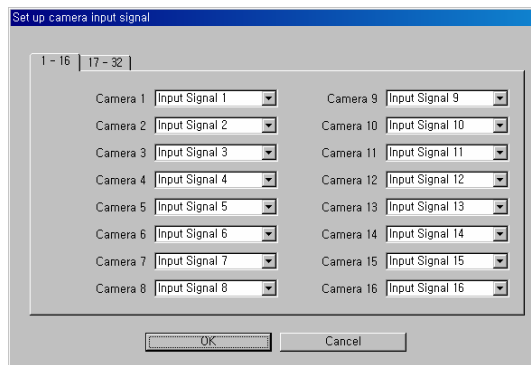 Set up camera input signal
1 - 16 17 - 32
Camera 1 Input Signal 1 Camera 9 Input Signal 9
Camera 2 Input Signal 2 Camera 10 Input Signal 10
Camera 3 Input Signal 3 Camera 11 Input Signal 11
Camera 4 Input Signal 4 Camera 12 Input Signal 12
Camera 5 Input Signal 5 Camera 13 Input Signal 13
Camera 6 Input Signal 6 Camera 14 Input Signal 14
Camera 7 Input Signal 7 Camera 15 Input Signal 15
Camera 8 Input Signal 8 Camera 16 Input Signal 16
OK Cancel